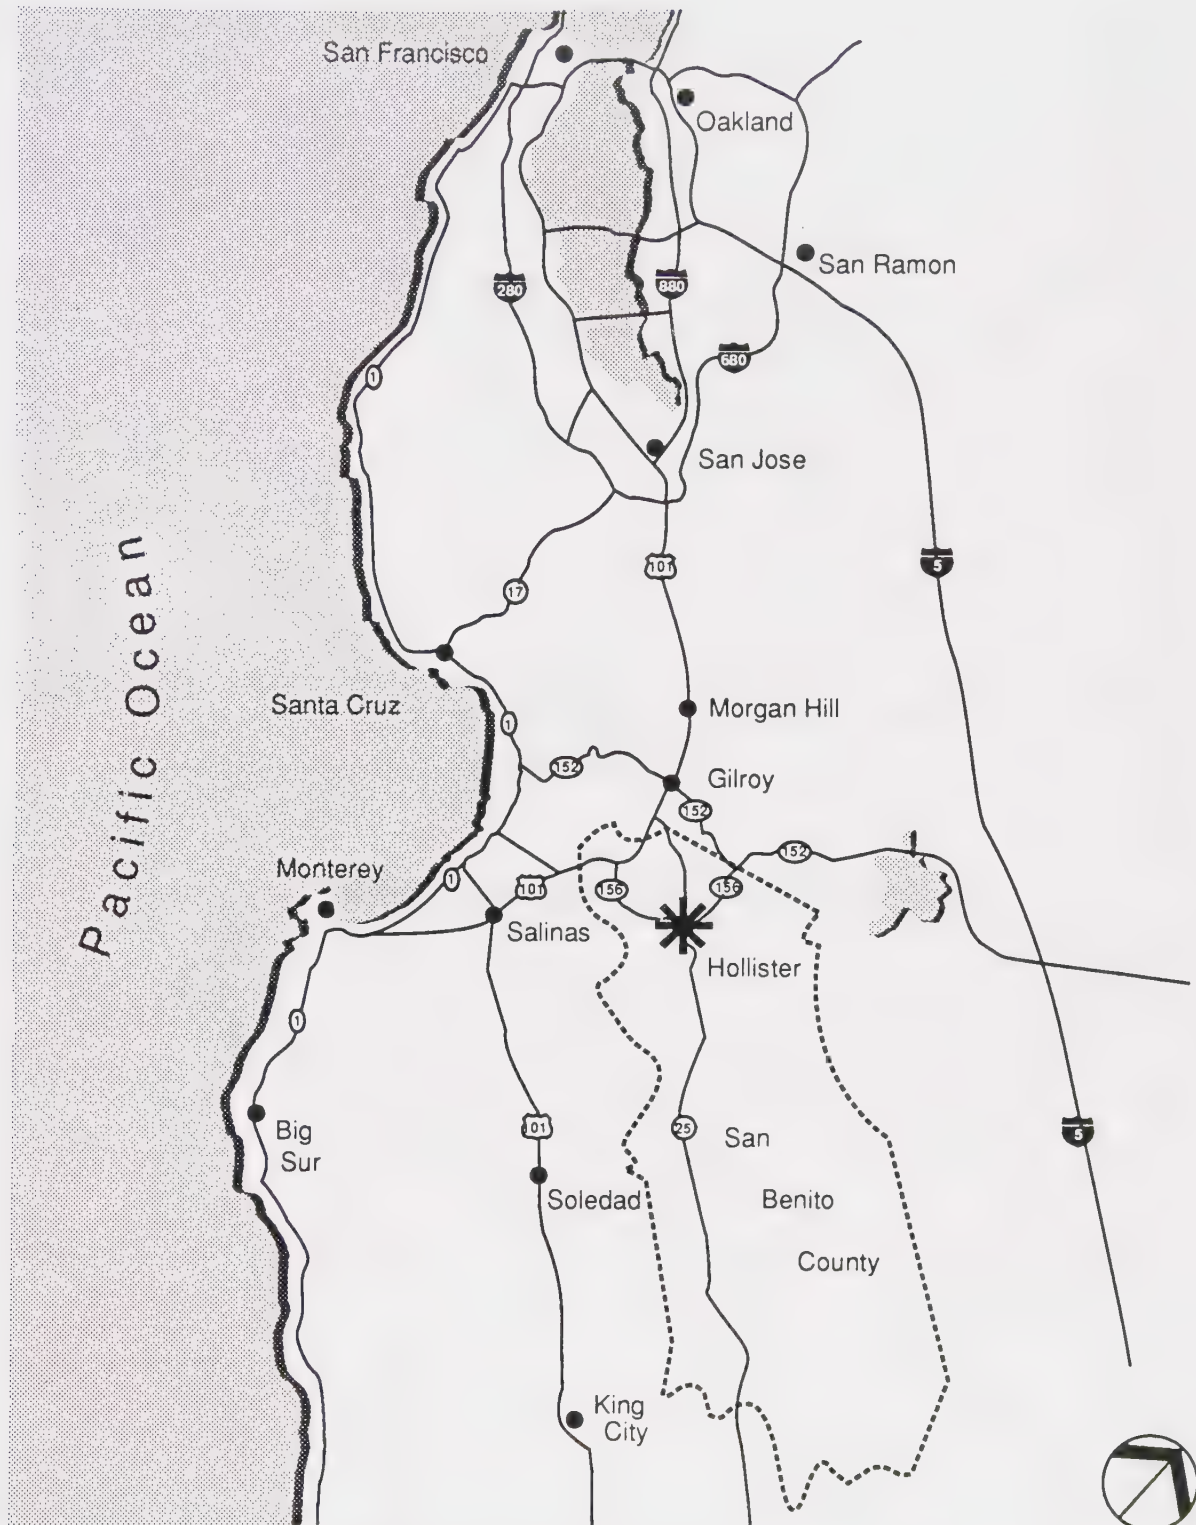 San Francisco
Oakland
San Ramon
280
880
680
1
San Jose
Pacific Ocean
101
5
17
Santa Cruz
1
Morgan Hill
152
Gilroy
152
152
Monterey
1
101
156
156
Salinas
Hollister
1
Big
Sur
101
25
San
5
Soledad
Benito
County
King
City